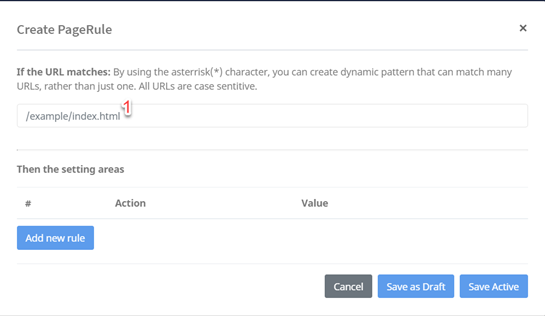 Create PageRule ×
If the URL matches: By using the asterrisk(*) character, you can create dynamic pattern that can match many
URLs, rather than just one. All URLs are case sentitive.
/example/index.html 1
Then the setting areas
# Action Value
Add new rule
Cancel Save as Draft Save Active